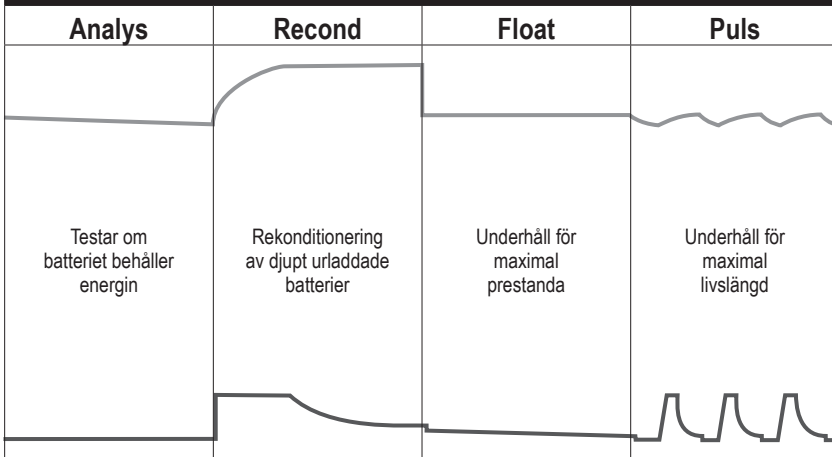 Analys
Recond
Float
Puls
Testar om
batteriet behåller
energin
Rekonditionering
av djupt urladdade
batterier
Underhåll för
maximal
prestanda
Underhåll för
maximal
livslängd